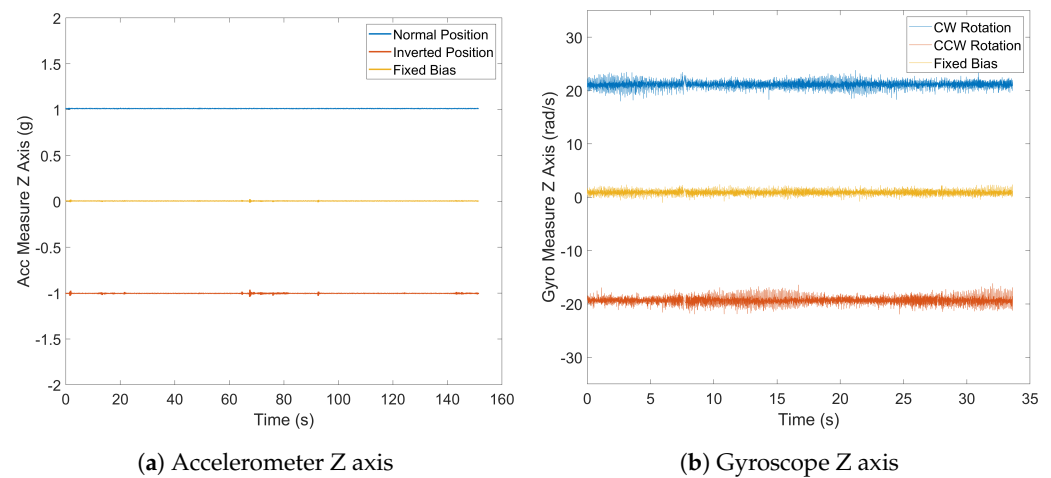 2
1.5
1
0.5
0
-0.5
-1
-1.5
-2
Acc Measure Z Axis (g)
Normal Position
Inverted Position
Fixed Bias
0 20 40 60 80 100 120 140 160
Time (s)
(a) Accelerometer Z axis
30
20
10
0
-10
-20
-30
Gyro Measure Z Axis (rad/s)
CW Rotation
CCW Rotation
Fixed Bias
0 5 10 15 20 25 30 35
Time (s)
(b) Gyroscope Z axis